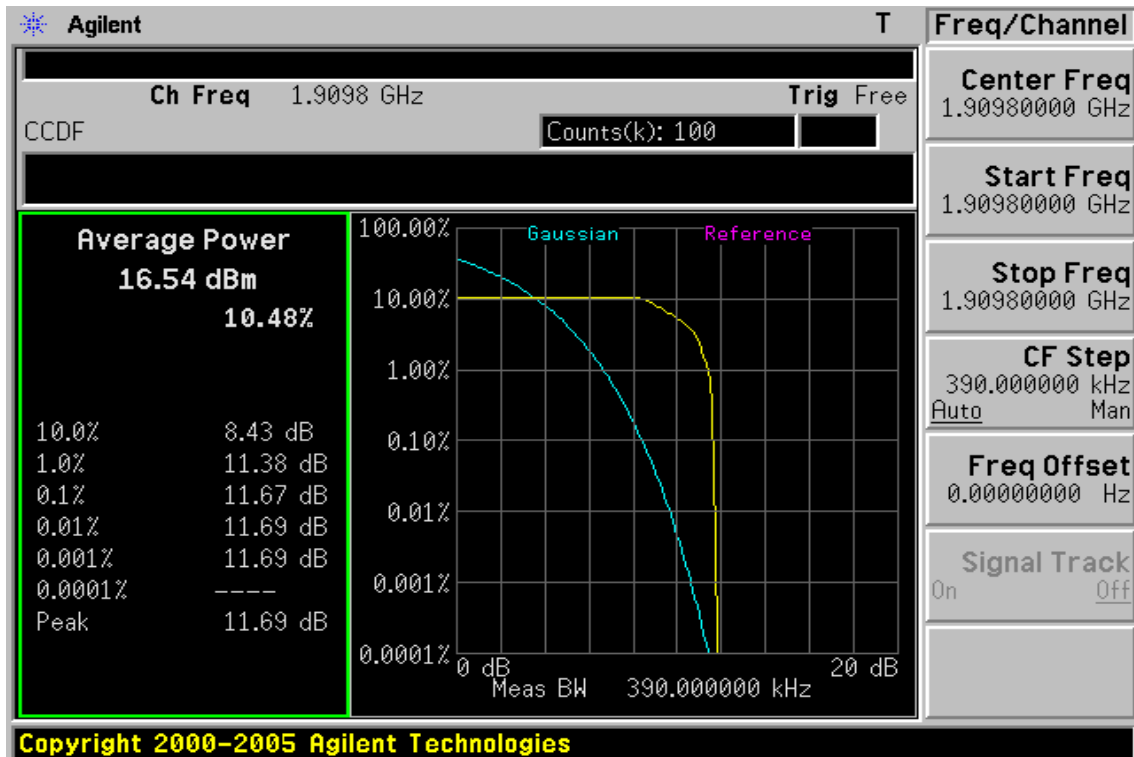 Agilent T Freq/Channel
Ch Freq 1.9098 GHz Trig Free
CCDF Counts(k): 100
Average Power
16.54 dBm
10.48%
10.0% 8.43 dB
1.0% 11.38 dB
0.1% 11.67 dB
0.01% 11.69 dB
0.001% 11.69 dB
0.0001% ----
Peak 11.69 dB
Gaussian Reference
100.00%
10.00%
1.00%
0.10%
0.01%
0.001%
0.0001%
0 dB 20 dB
Meas BW 390.000000 kHz
Center Freq
1.90980000 GHz
Start Freq
1.90980000 GHz
Stop Freq
1.90980000 GHz
CF Step
390.000000 kHz
Auto Man
Freq Offset
0.00000000 Hz
Signal Track
On Off
Copyright 2000-2005 Agilent Technologies